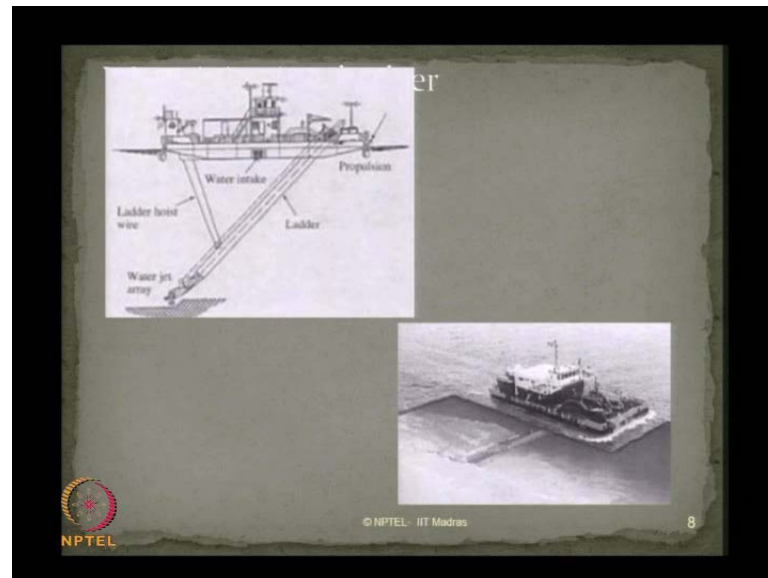 er
Water intake
Propulsion
Ladder hoist
wire
Ladder
Water jet
array
NPTEL
© NPTEL- IIT Madras
8